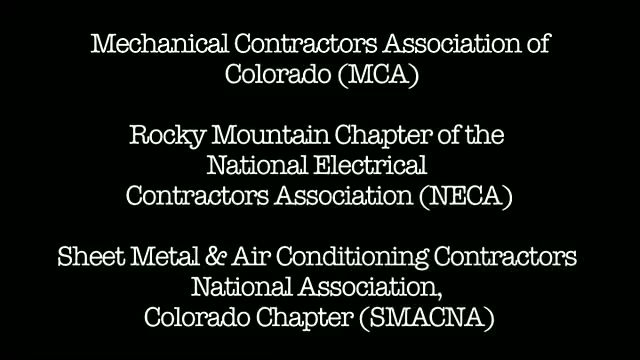 Mechanical Contractors Association of
Colorado (MCA)
Rocky Mountain Chapter of the
National Electrical
Contractors Association (NECA)
Sheet Metal & Air Conditioning Contractors
National Association,
Colorado Chapter (SMACNA)